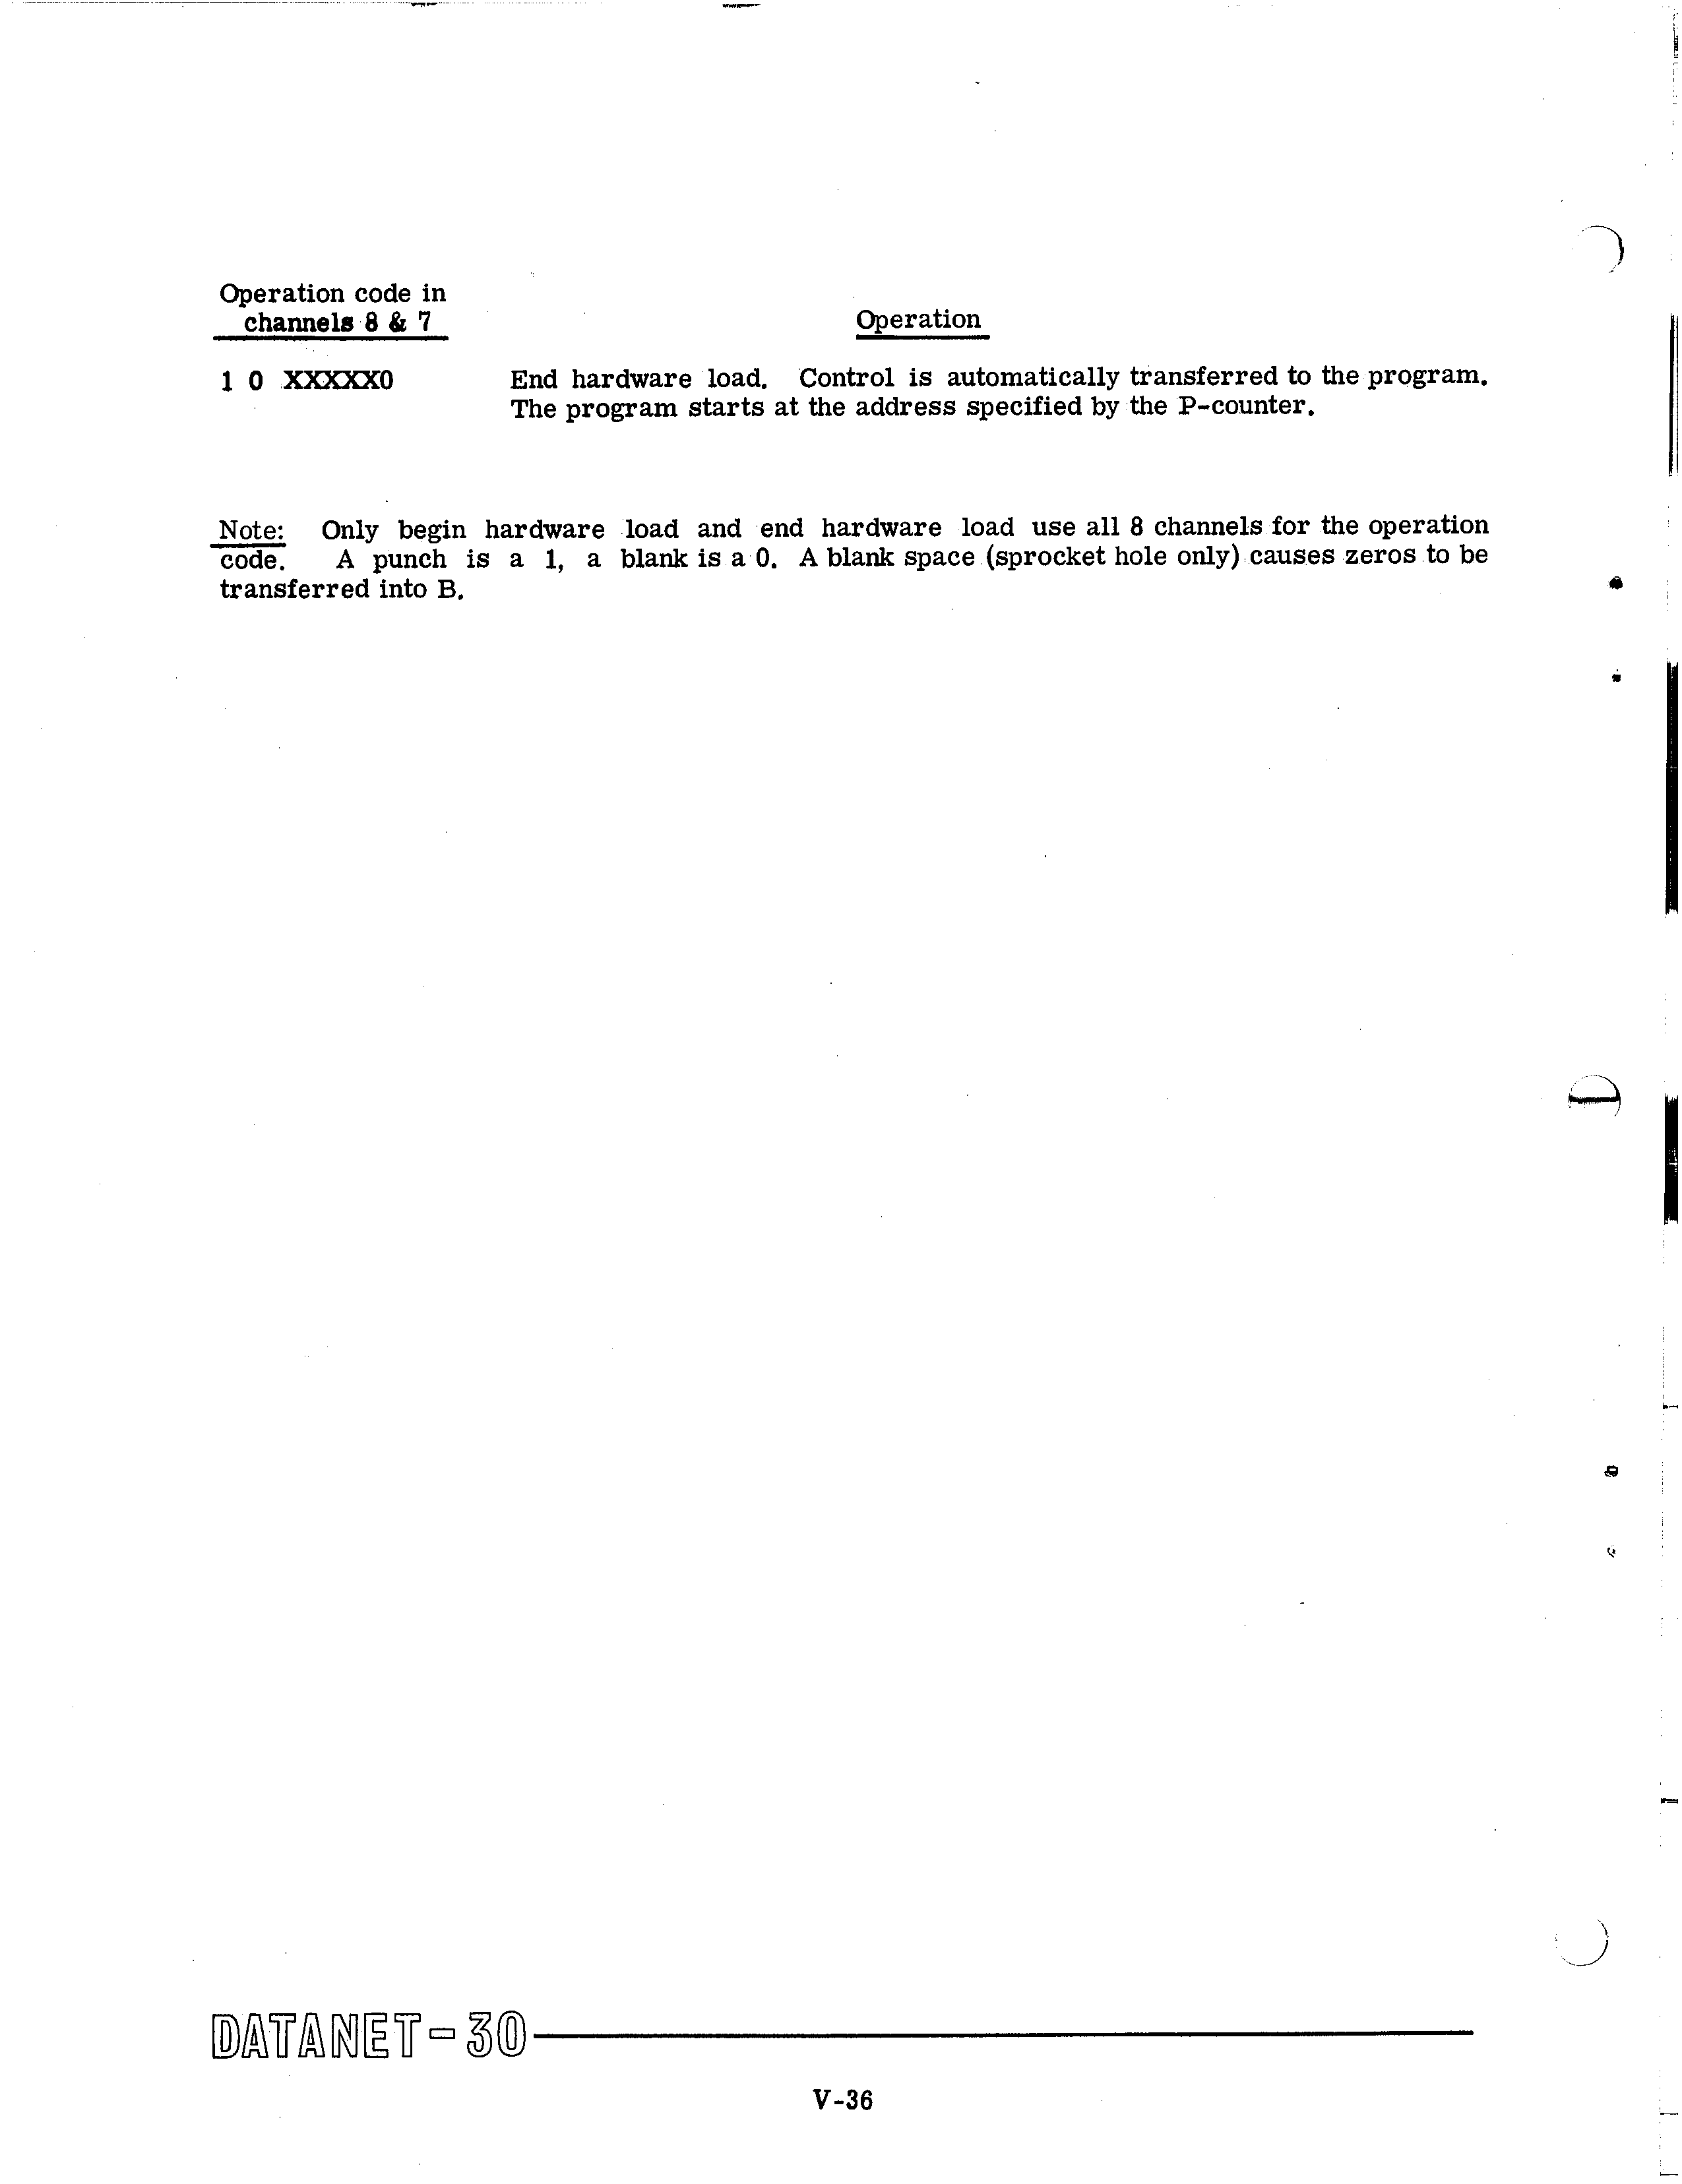 Operation code in
channels 8 & 7
Operation
1 0 XXXXX0
End hardware load. Control is automatically transferred to the program.
The program starts at the address specified by the P-counter.
Note: Only begin hardware load and end hardware load use all 8 channels for the operation
code. A punch is a 1, a blank is a 0. A blank space (sprocket hole only) causes zeros to be
transferred into B.
DATANET-30
V-36